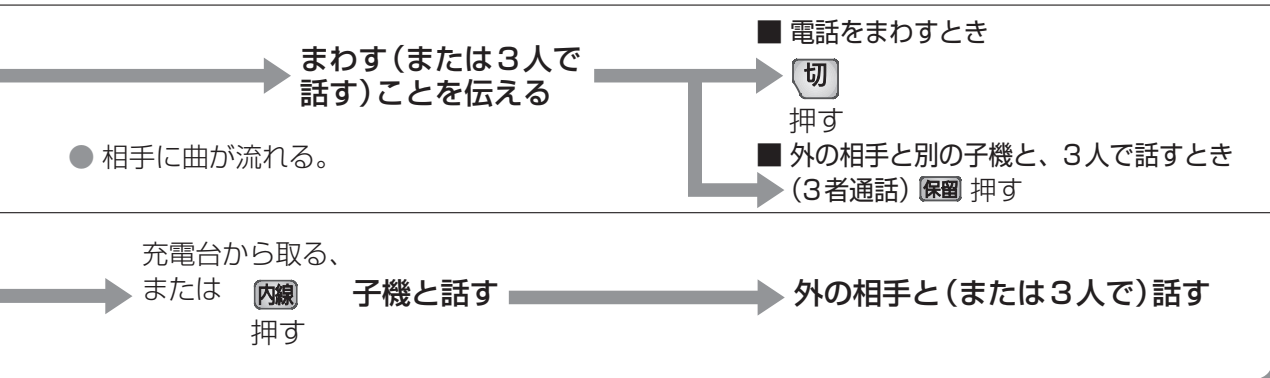 まわす(または3人で
話す)ことを伝える
● 相手に曲が流れる。
■ 電話をまわすとき
切
押す
■ 外の相手と別の子機と、3人で話すとき
(3者通話) 保留 押す
充電台から取る、
または 内線
押す
子機と話す
外の相手と(または3人で)話す